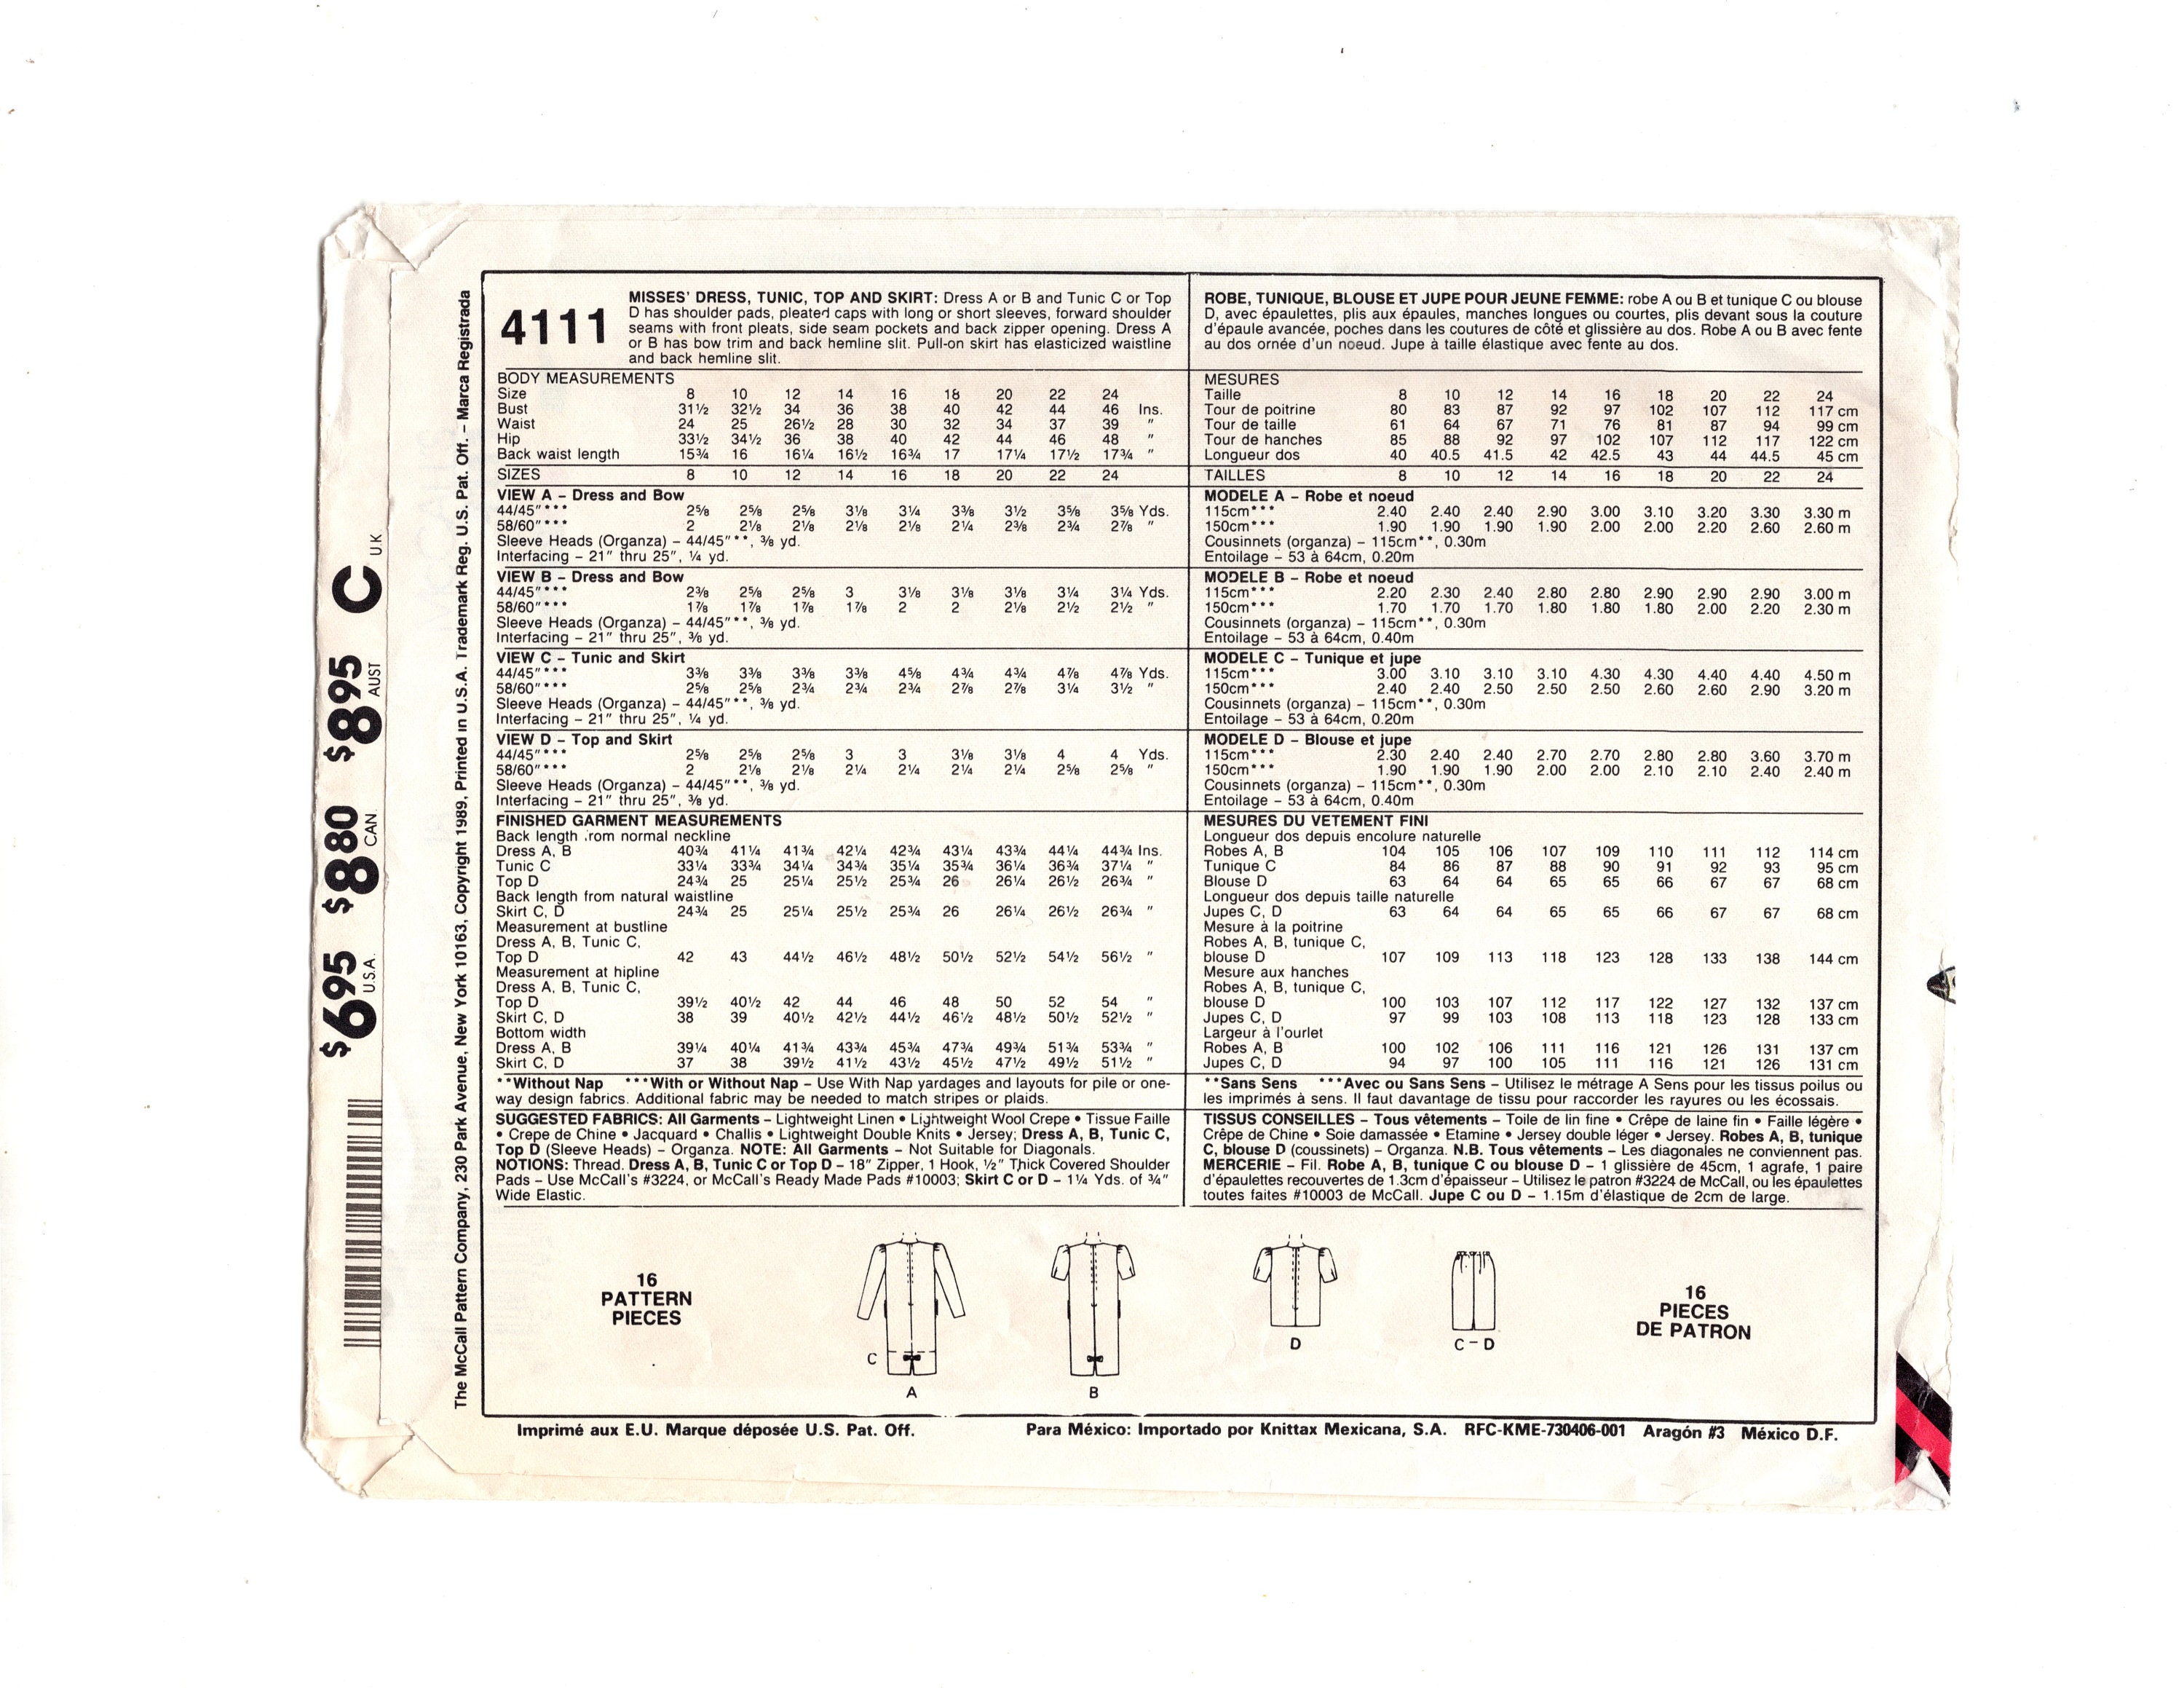 4111
MISSES' DRESS, TUNIC, TOP AND SKIRT: Dress A or B and Tunic C or Top
D has shoulder pads, pleated caps with long or short sleeves, forward shoulder
seams with front pleats, side seam pockets and back zipper opening. Dress A
or B has bow trim and back hemline slit. Pull-on skirt has elasticized waistline
and back hemline slit.
BODY MEASUREMENTS
Size 8 10 12 14 16 18 20 22 24
Bust 31½ 32½ 34 36 38 40 42 44 46 Ins.
Waist 24 25 26½ 28 30 32 34 37 39 "
Hip 33½ 34½ 36 38 40 42 44 46 48 "
Back waist length 15¾ 16 16¼ 16½ 16¾ 17 17¼ 17½ 17¾ "
SIZES 8 10 12 14 16 18 20 22 24
VIEW A – Dress and Bow
44/45"*** 2⅝ 2⅝ 2⅝ 3⅛ 3¼ 3⅜ 3½ 3⅝ 3⅝ Yds.
58/60"*** 2 2⅛ 2⅛ 2⅛ 2⅛ 2¼ 2⅜ 2¾ 2⅞ "
Sleeve Heads (Organza) – 44/45"**, ⅜ yd.
Interfacing – 21" thru 25", ¼ yd.
VIEW B – Dress and Bow
44/45"*** 2⅜ 2⅝ 2⅝ 3 3⅛ 3⅛ 3⅛ 3¼ 3¼ Yds.
58/60"*** 1⅞ 1⅞ 1⅞ 1⅞ 2 2 2⅛ 2½ 2½ "
Sleeve Heads (Organza) – 44/45"**, ⅜ yd.
Interfacing – 21" thru 25", ⅜ yd.
VIEW C – Tunic and Skirt
44/45"*** 3⅜ 3⅜ 3⅜ 3⅜ 4⅝ 4¾ 4¾ 4⅞ 4⅞ Yds.
58/60"*** 2⅝ 2⅝ 2¾ 2¾ 2¾ 2⅞ 2⅞ 3¼ 3½ "
Sleeve Heads (Organza) – 44/45"**, ⅜ yd.
Interfacing – 21" thru 25", ¼ yd.
VIEW D – Top and Skirt
44/45"*** 2⅝ 2⅝ 2⅝ 3 3 3⅛ 3⅛ 4 4 Yds.
58/60"*** 2 2⅛ 2⅛ 2¼ 2¼ 2¼ 2¼ 2⅝ 2⅝ "
Sleeve Heads (Organza) – 44/45"**, ⅜ yd.
Interfacing – 21" thru 25", ⅜ yd.
FINISHED GARMENT MEASUREMENTS
Back length from normal neckline
Dress A, B 40¾ 41¼ 41¾ 42¼ 42¾ 43¼ 43¾ 44¼ 44¾ Ins.
Tunic C 33¼ 33¾ 34¼ 34¾ 35¼ 35¾ 36¼ 36¾ 37¼ "
Top D 24¾ 25 25¼ 25½ 25¾ 26 26¼ 26½ 26¾ "
Back length from natural waistline
Skirt C, D 24¾ 25 25¼ 25½ 25¾ 26 26¼ 26½ 26¾ "
Measurement at bustline
Dress A, B, Tunic C,
Top D 42 43 44½ 46½ 48½ 50½ 52½ 54½ 56½ "
Measurement at hipline
Dress A, B, Tunic C,
Top D 39½ 40½ 42 44 46 48 50 52 54 "
Skirt C, D 38 39 40½ 42½ 44½ 46½ 48½ 50½ 52½ "
Bottom width
Dress A, B 39¼ 40¼ 41¾ 43¾ 45¾ 47¾ 49¾ 51¾ 53¾ "
Skirt C, D 37 38 39½ 41½ 43½ 45½ 47½ 49½ 51½ "
**Without Nap ***With or Without Nap – Use With Nap yardages and layouts for pile or one-
way design fabrics. Additional fabric may be needed to match stripes or plaids.
SUGGESTED FABRICS: All Garments – Lightweight Linen • Lightweight Wool Crepe • Tissue Faille
• Crepe de Chine • Jacquard • Challis • Lightweight Double Knits • Jersey; Dress A, B, Tunic C,
Top D (Sleeve Heads) – Organza. NOTE: All Garments – Not Suitable for Diagonals.
NOTIONS: Thread. Dress A, B, Tunic C or Top D – 18" Zipper, 1 Hook, ½" Thick Covered Shoulder
Pads – Use McCall's #3224, or McCall's Ready Made Pads #10003; Skirt C or D – 1¼ Yds. of ¾"
Wide Elastic.
ROBE, TUNIQUE, BLOUSE ET JUPE POUR JEUNE FEMME: robe A ou B et tunique C ou blouse
D, avec épaulettes, plis aux épaules, manches longues ou courtes, plis devant sous la couture
d'épaule avancée, poches dans les coutures de côté et glissière au dos. Robe A ou B avec fente
au dos ornée d'un noeud. Jupe à taille élastique avec fente au dos.
MESURES
Taille 8 10 12 14 16 18 20 22 24
Tour de poitrine 80 83 87 92 97 102 107 112 117 cm
Tour de taille 61 64 67 71 76 81 87 94 99 cm
Tour de hanches 85 88 92 97 102 107 112 117 122 cm
Longueur dos 40 40.5 41.5 42 42.5 43 44 44.5 45 cm
TAILLES 8 10 12 14 16 18 20 22 24
MODELE A – Robe et noeud
115cm*** 2.40 2.40 2.40 2.90 3.00 3.10 3.20 3.30 3.30 m
150cm*** 1.90 1.90 1.90 1.90 2.00 2.00 2.20 2.60 2.60 m
Cousinnets (organza) – 115cm**, 0.30m
Entoilage – 53 à 64cm, 0.20m
MODELE B – Robe et noeud
115cm*** 2.20 2.30 2.40 2.80 2.80 2.90 2.90 2.90 3.00 m
150cm*** 1.70 1.70 1.70 1.80 1.80 1.80 2.00 2.20 2.30 m
Cousinnets (organza) – 115cm**, 0.30m
Entoilage – 53 à 64cm, 0.40m
MODELE C – Tunique et jupe
115cm*** 3.00 3.10 3.10 3.10 4.30 4.30 4.40 4.40 4.50 m
150cm*** 2.40 2.40 2.50 2.50 2.50 2.60 2.60 2.90 3.20 m
Cousinnets (organza) – 115cm**, 0.30m
Entoilage – 53 à 64cm, 0.20m
MODELE D – Blouse et jupe
115cm*** 2.30 2.40 2.40 2.70 2.70 2.80 2.80 3.60 3.70 m
150cm*** 1.90 1.90 1.90 2.00 2.00 2.10 2.10 2.40 2.40 m
Cousinnets (organza) – 115cm**, 0.30m
Entoilage – 53 à 64cm, 0.40m
MESURES DU VETEMENT FINI
Longueur dos depuis encolure naturelle
Robes A, B 104 105 106 107 109 110 111 112 114 cm
Tunique C 84 86 87 88 90 91 92 93 95 cm
Blouse D 63 64 64 65 65 66 67 67 68 cm
Longueur dos depuis taille naturelle
Jupes C, D 63 64 64 65 65 66 67 67 68 cm
Mesure à la poitrine
Robes A, B, tunique C,
blouse D 107 109 113 118 123 128 133 138 144 cm
Mesure aux hanches
Robes A, B, tunique C,
blouse D 100 103 107 112 117 122 127 132 137 cm
Jupes C, D 97 99 103 108 113 118 123 128 133 cm
Largeur à l'ourlet
Robes A, B 100 102 106 111 116 121 126 131 137 cm
Jupes C, D 94 97 100 105 111 116 121 126 131 cm
**Sans Sens ***Avec ou Sans Sens – Utilisez le métrage A Sens pour les tissus poilus ou
les imprimés à sens. Il faut davantage de tissu pour raccorder les rayures ou les écossais.
TISSUS CONSEILLES – Tous vêtements – Toile de lin fine • Crêpe de laine fin • Faille légère •
Crêpe de Chine • Soie damassée • Etamine • Jersey double léger • Jersey. Robes A, B, tunique
C, blouse D (coussinets) – Organza. N.B. Tous vêtements – Les diagonales ne conviennent pas.
MERCERIE – Fil. Robe A, B, tunique C ou blouse D – 1 glissière de 45cm, 1 agrafe, 1 paire
d'épaulettes recouvertes de 1.3cm d'épaisseur – Utilisez le patron #3224 de McCall, ou les épaulettes
toutes faites #10003 de McCall. Jupe C ou D – 1.15m d'élastique de 2cm de large.
16
PATTERN
PIECES
C
A
B
D
C – D
16
PIECES
DE PATRON
Imprimé aux E.U. Marque déposée U.S. Pat. Off.
Para México: Importado por Knittax Mexicana, S.A. RFC-KME-730406-001 Aragón #3 México D.F.
The McCall Pattern Company, 230 Park Avenue, New York 10163, Copyright 1989, Printed in U.S.A. Trademark Reg. U.S. Pat. Off. – Marca Registrada
$695 U.S.A.
$880 CAN.
$895 AUST
C U.K